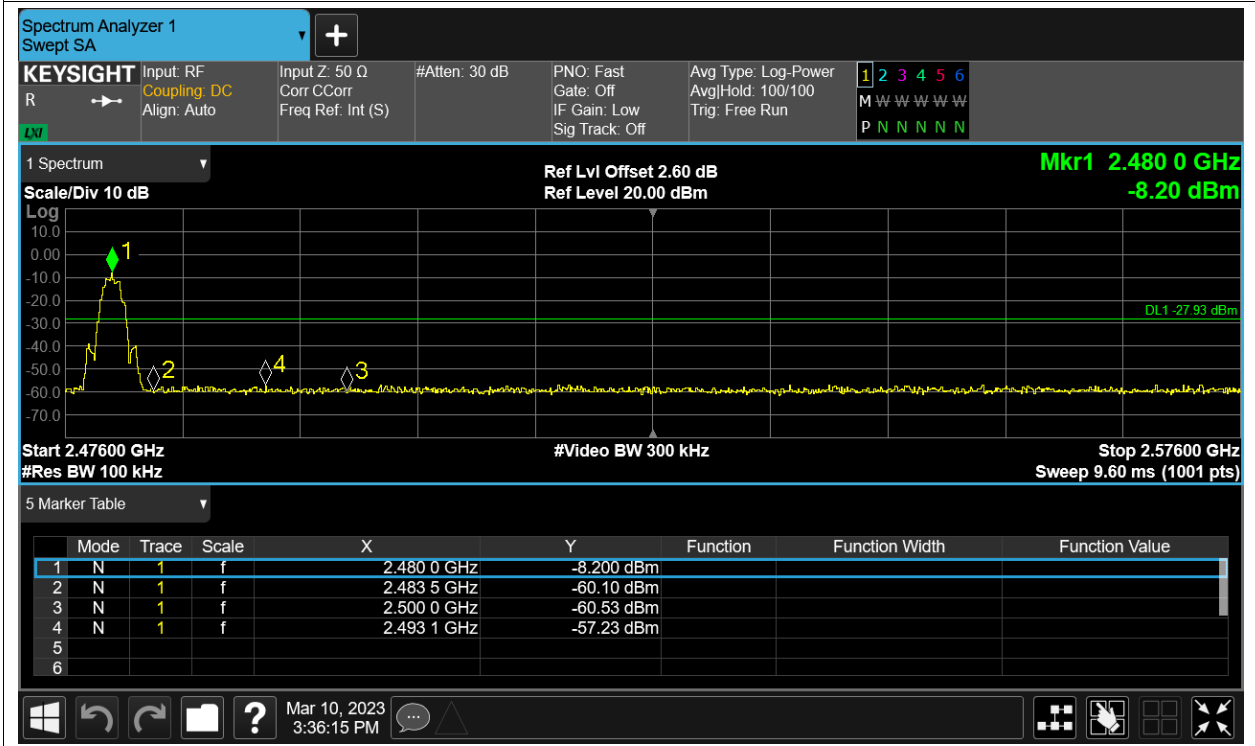 Spectrum Analyzer 1
Swept SA
+
KEYSIGHT Input: RF Input Z: 50 Ω #Atten: 30 dB PNO: Fast Avg Type: Log-Power 1 2 3 4 5 6
R Coupling: DC Corr CCorr Gate: Off Avg|Hold: 100/100 M W W W W W
Align: Auto Freq Ref: Int (S) IF Gain: Low Trig: Free Run
LXI Sig Track: Off P N N N N N
1 Spectrum Ref Lvl Offset 2.60 dB Mkr1 2.480 0 GHz
Scale/Div 10 dB Ref Level 20.00 dBm -8.20 dBm
Log
10.0
0.00 1
-10.0
-20.0
DL1 -27.93 dBm
-30.0
-40.0
-50.0 2 4 3
-60.0
-70.0
Start 2.47600 GHz #Video BW 300 kHz Stop 2.57600 GHz
#Res BW 100 kHz Sweep 9.60 ms (1001 pts)
5 Marker Table
Mode Trace Scale X Y Function Function Width Function Value
1 N 1 f 2.480 0 GHz -8.200 dBm
2 N 1 f 2.483 5 GHz -60.10 dBm
3 N 1 f 2.500 0 GHz -60.53 dBm
4 N 1 f 2.493 1 GHz -57.23 dBm
5
6
? Mar 10, 2023
3:36:15 PM